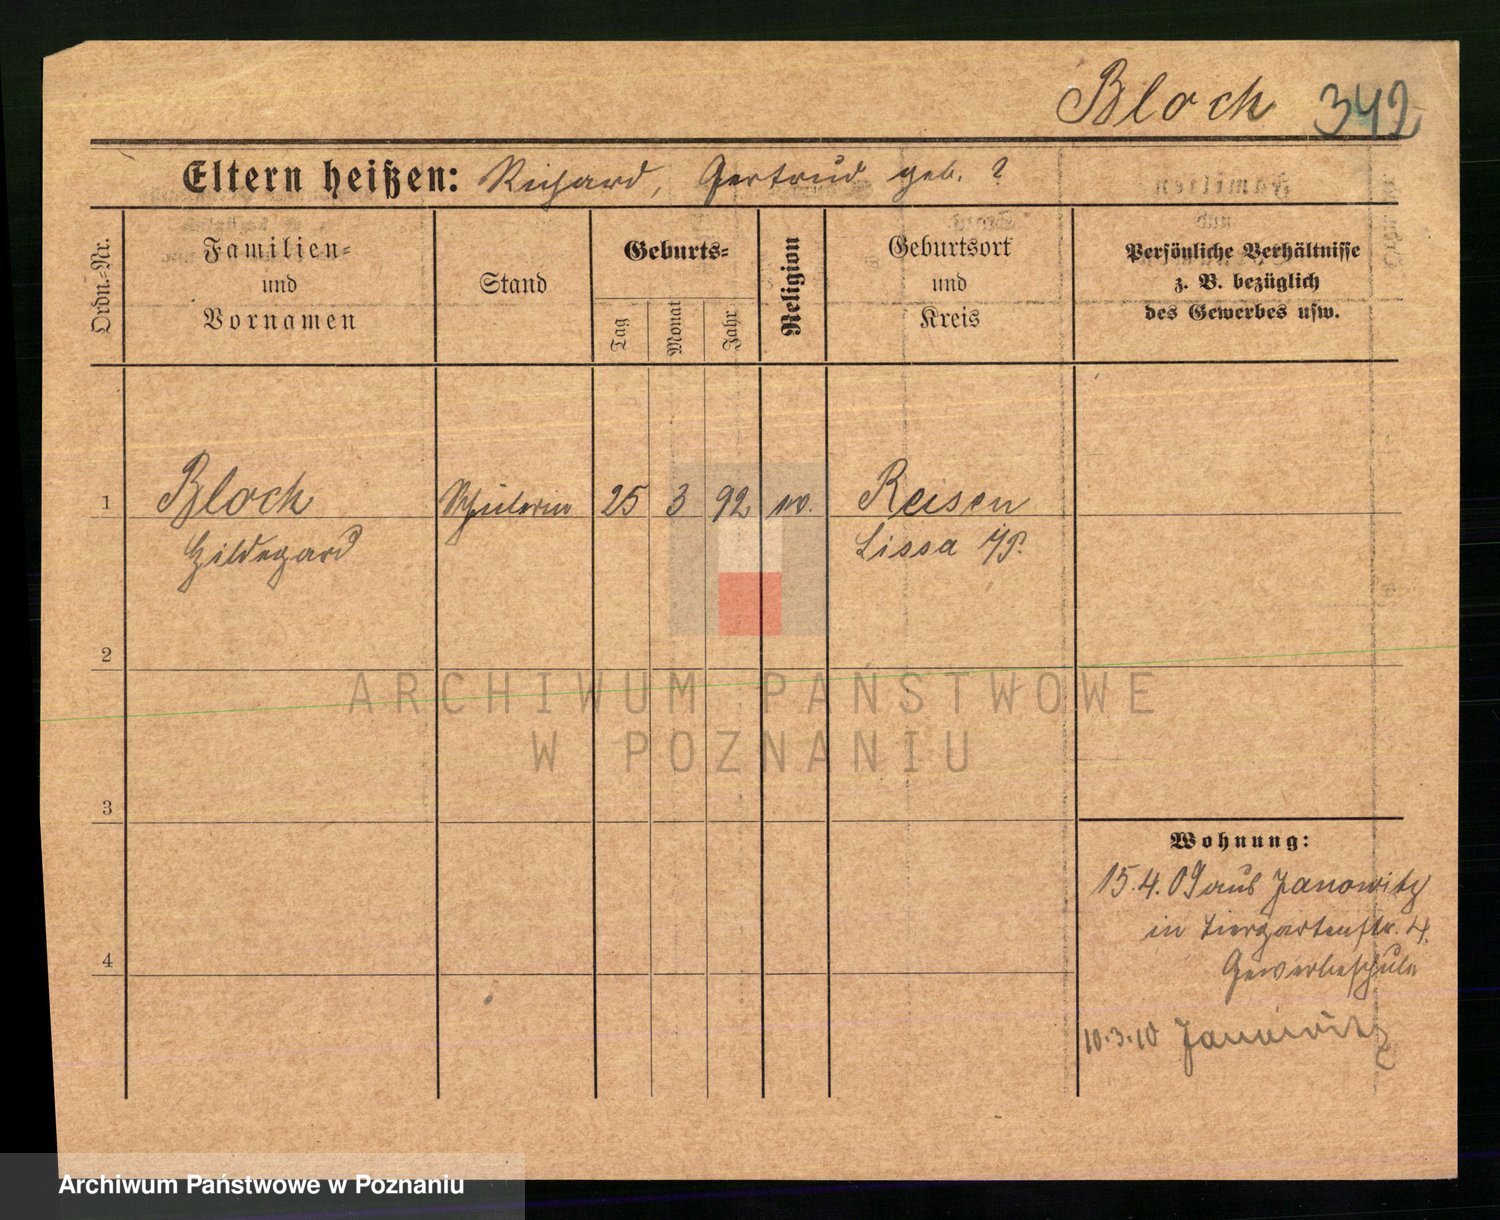 Bloch 342
Eltern heißen: Richard, Gertrud geb. ?
Ordn.-Nr.
Familien-
und
Vornamen
Stand
Geburts-
Tag
Monat
Jahr
Religion
Geburtsort
und
Kreis
Persönliche Verhältnisse
z. B. bezüglich
des Gewerbes usw.
1 Bloch Schülerin 25 3 92 Reisen
Hildegard Lissa i/P.
2
ARCHIWUM PAŃSTWOWE
W POZNANIU
3
Wohnung:
15.4.09 aus Janowitz
in Tiergartenstr. 4.
Gewerbeschule
4
10.3.10 Janowitz
Archiwum Państwowe w Poznaniu